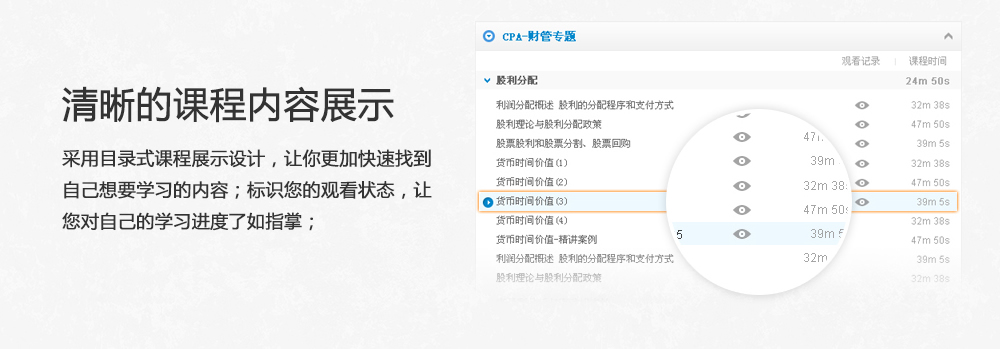 清晰的课程内容展示
采用目录式课程展示设计，让你更加快速找到
自己想要学习的内容；标识您的观看状态，让
您对自己的学习进度了如指掌；
CPA-财管专题
观看记录 | 课程时间
股利分配 24m 50s
利润分配概述 股利的分配程序和支付方式 32m 38s
股利理论与股利分配政策 47m 50s
股票股利和股票分割、股票回购 39m 5s
货币时间价值(1) 32m 38s
货币时间价值(2) 47m 50s
货币时间价值(3) 39m 5s
货币时间价值(4) 32m 38s
货币时间价值-精讲案例 47m 50s
利润分配概述 股利的分配程序和支付方式 39m 5s
股利理论与股利分配政策 32m 38s
47m
39m
32m 38s
47m 50s
5 39m 5
32m